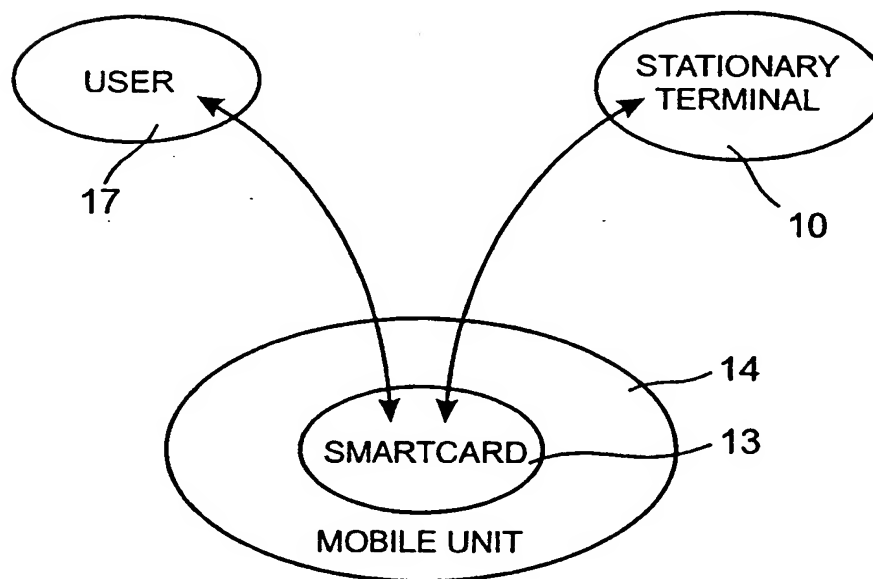 USER
STATIONARY
TERMINAL
17
10
14
SMARTCARD
13
MOBILE UNIT